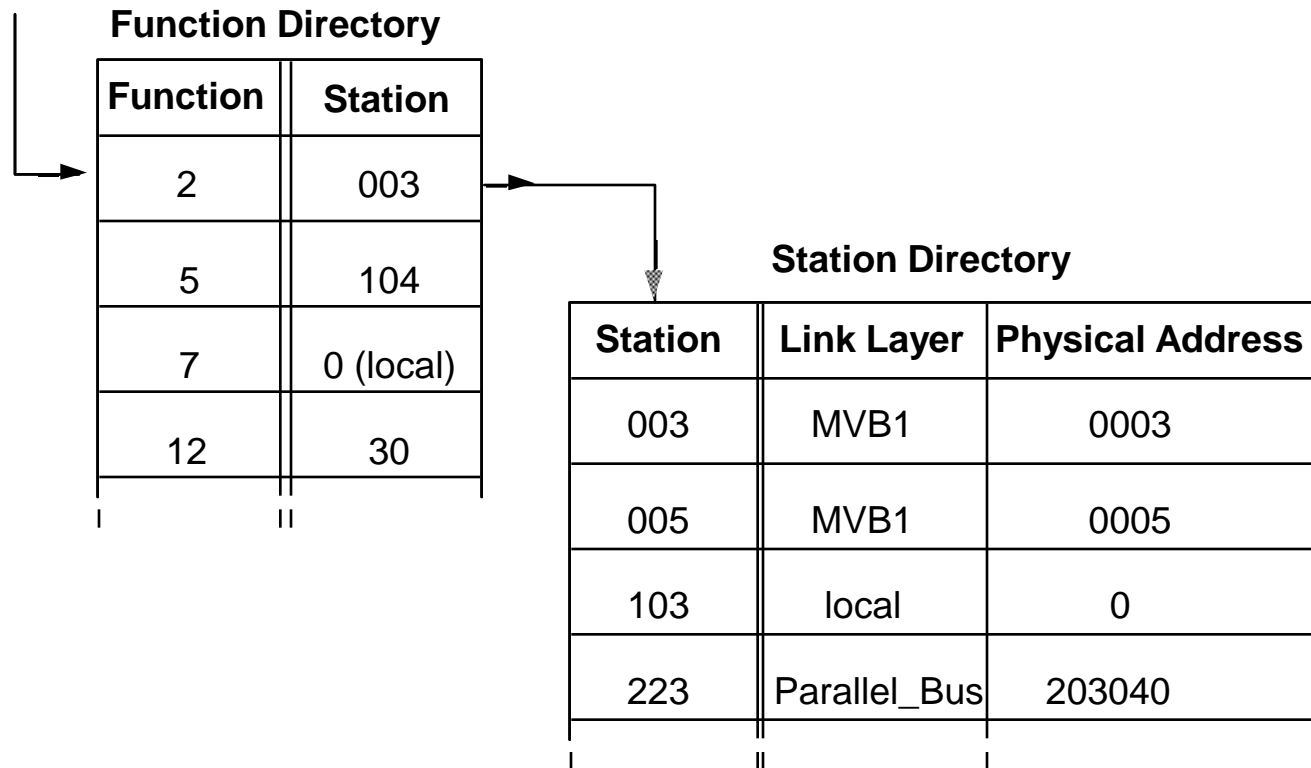 Function Directory
Function Station
2 003
5 104
7 0 (local)
12 30
Station Directory
Station Link Layer Physical Address
003 MVB1 0003
005 MVB1 0005
103 local 0
223 Parallel_Bus 203040